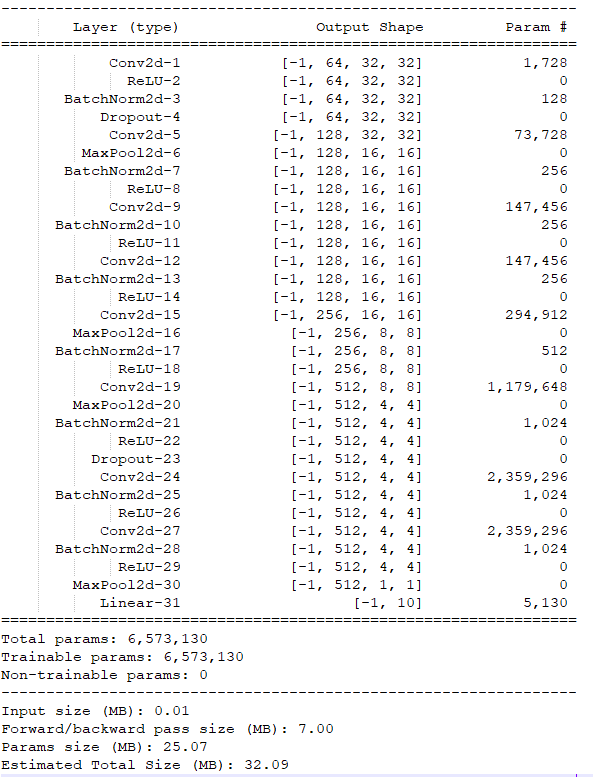 ----------------------------------------------------------------
        Layer (type)               Output Shape         Param #
================================================================
            Conv2d-1           [-1, 64, 32, 32]           1,728
              ReLU-2           [-1, 64, 32, 32]               0
       BatchNorm2d-3           [-1, 64, 32, 32]             128
           Dropout-4           [-1, 64, 32, 32]               0
            Conv2d-5          [-1, 128, 32, 32]          73,728
         MaxPool2d-6          [-1, 128, 16, 16]               0
       BatchNorm2d-7          [-1, 128, 16, 16]             256
              ReLU-8          [-1, 128, 16, 16]               0
            Conv2d-9          [-1, 128, 16, 16]         147,456
      BatchNorm2d-10          [-1, 128, 16, 16]             256
             ReLU-11          [-1, 128, 16, 16]               0
           Conv2d-12          [-1, 128, 16, 16]         147,456
      BatchNorm2d-13          [-1, 128, 16, 16]             256
             ReLU-14          [-1, 128, 16, 16]               0
           Conv2d-15          [-1, 256, 16, 16]         294,912
        MaxPool2d-16            [-1, 256, 8, 8]               0
      BatchNorm2d-17            [-1, 256, 8, 8]             512
             ReLU-18            [-1, 256, 8, 8]               0
           Conv2d-19            [-1, 512, 8, 8]       1,179,648
        MaxPool2d-20            [-1, 512, 4, 4]               0
      BatchNorm2d-21            [-1, 512, 4, 4]           1,024
             ReLU-22            [-1, 512, 4, 4]               0
          Dropout-23            [-1, 512, 4, 4]               0
           Conv2d-24            [-1, 512, 4, 4]       2,359,296
      BatchNorm2d-25            [-1, 512, 4, 4]           1,024
             ReLU-26            [-1, 512, 4, 4]               0
           Conv2d-27            [-1, 512, 4, 4]       2,359,296
      BatchNorm2d-28            [-1, 512, 4, 4]           1,024
             ReLU-29            [-1, 512, 4, 4]               0
        MaxPool2d-30            [-1, 512, 1, 1]               0
           Linear-31                   [-1, 10]           5,130
================================================================
Total params: 6,573,130
Trainable params: 6,573,130
Non-trainable params: 0
----------------------------------------------------------------
Input size (MB): 0.01
Forward/backward pass size (MB): 7.00
Params size (MB): 25.07
Estimated Total Size (MB): 32.09